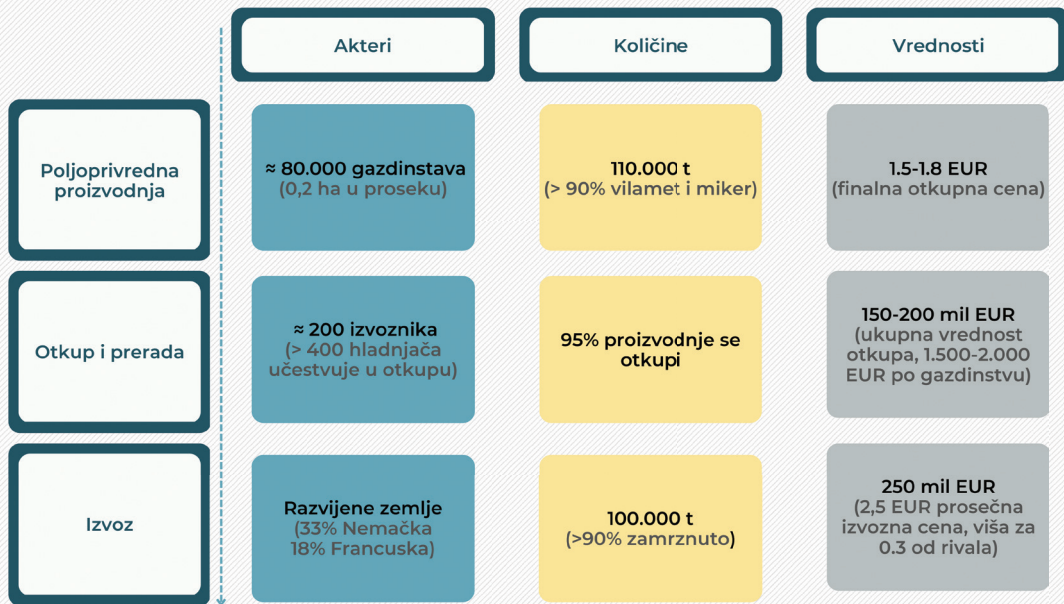 Akteri
Količine
Vrednosti
Poljoprivredna
proizvodnja
≈ 80.000 gazdinstava
(0,2 ha u proseku)
110.000 t
(> 90% vilamet i miker)
1.5-1.8 EUR
(finalna otkupna cena)
Otkup i prerada
≈ 200 izvoznika
(> 400 hladnjača
učestvuje u otkupu)
95% proizvodnje se
otkupi
150-200 mil EUR
(ukupna vrednost
otkupa, 1.500-2.000
EUR po gazdinstvu)
Izvoz
Razvijene zemlje
(33% Nemačka
18% Francuska)
100.000 t
(>90% zamrznuto)
250 mil EUR
(2,5 EUR prosečna
izvozna cena, viša za
0.3 od rivala)